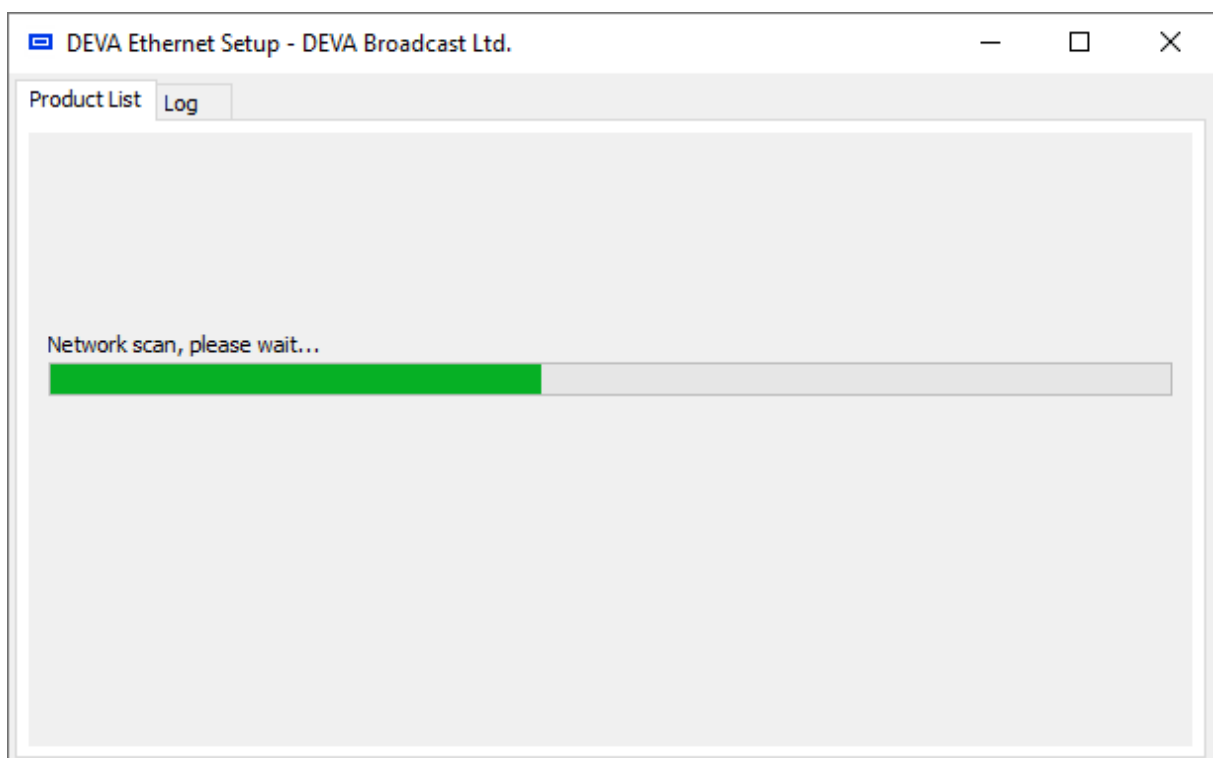 DEVA Ethernet Setup - DEVA Broadcast Ltd.
Product List Log
Network scan, please wait...